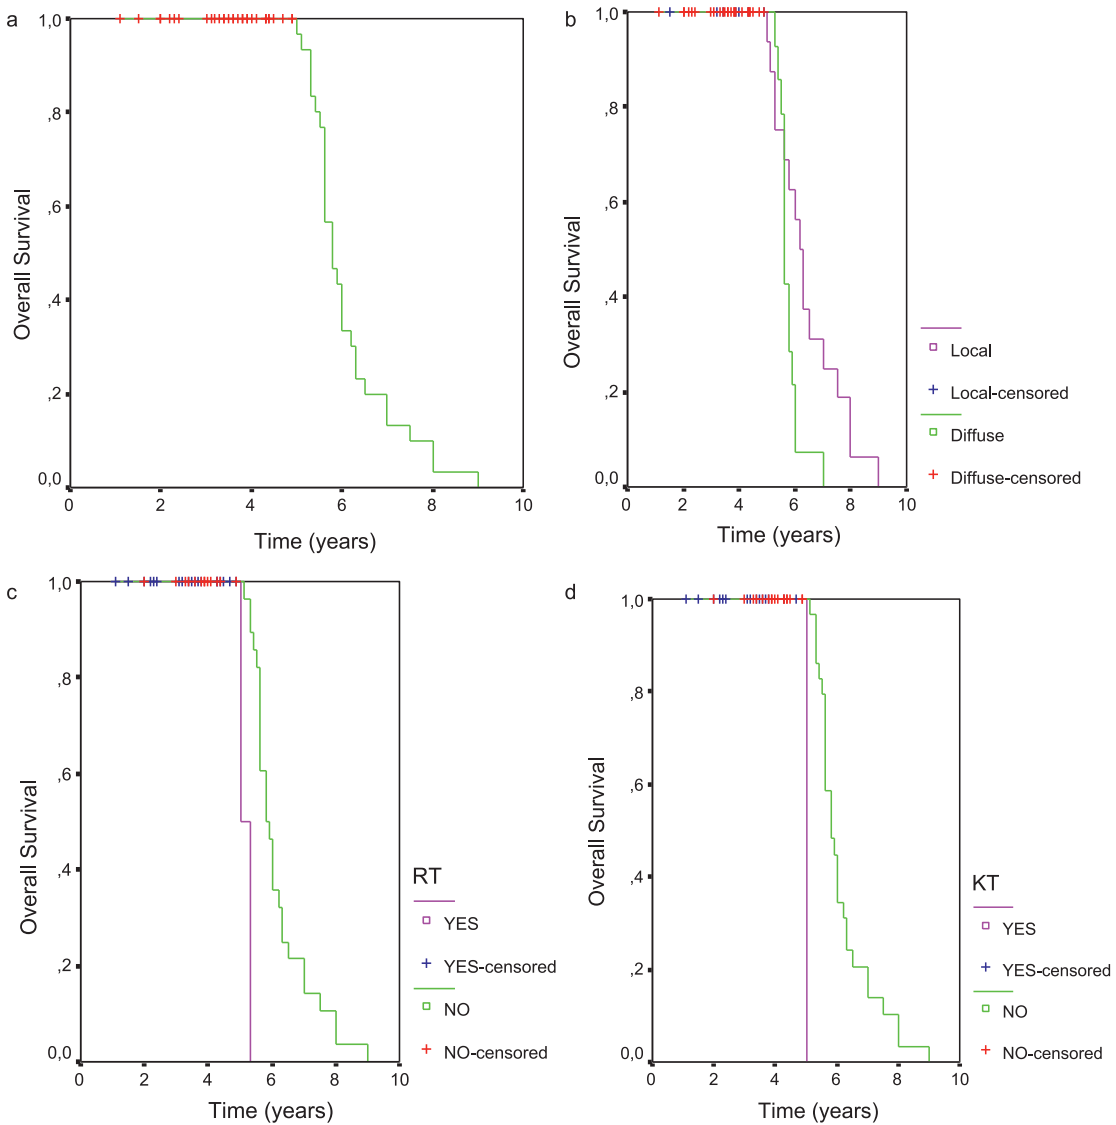 a
1,0
,8
,6
,4
,2
0,0
0 2 4 6 8 10
Overall Survival
Time (years)
b
1,0
,8
,6
,4
,2
0,0
0 2 4 6 8 10
Overall Survival
Time (years)
Local
Local-censored
Diffuse
Diffuse-censored
c
1,0
,8
,6
,4
,2
0,0
0 2 4 6 8 10
Overall Survival
Time (years)
RT
YES
YES-censored
NO
NO-censored
d
1,0
,8
,6
,4
,2
0,0
0 2 4 6 8 10
Overall Survival
Time (years)
KT
YES
YES-censored
NO
NO-censored